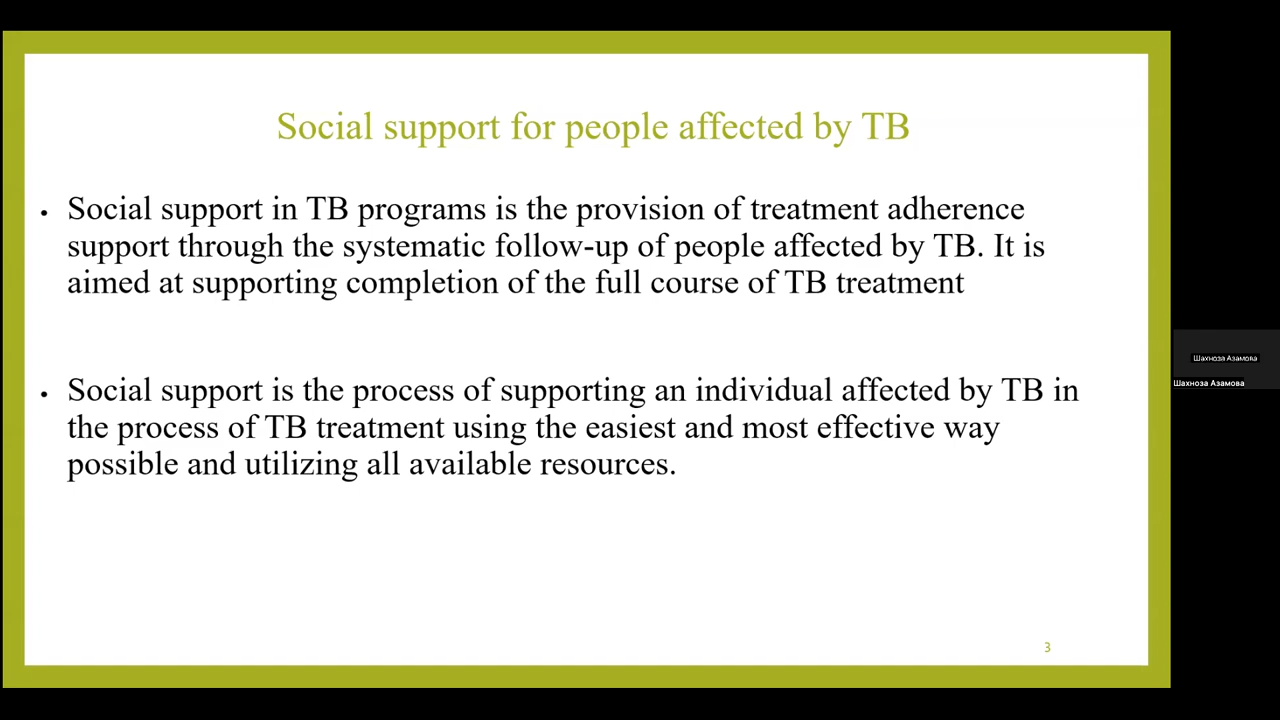 Social support for people affected by TB
• Social support in TB programs is the provision of treatment adherence
support through the systematic follow-up of people affected by TB. It is
aimed at supporting completion of the full course of TB treatment
• Social support is the process of supporting an individual affected by TB in
the process of TB treatment using the easiest and most effective way
possible and utilizing all available resources.
3
Шахноза Азамова
Шахноза Азамова